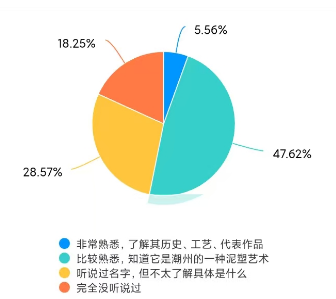 5.56%
18.25%
47.62%
28.57%
非常熟悉，了解其历史、工艺、代表作品
比较熟悉，知道它是潮州的一种泥塑艺术
听说过名字，但不太了解具体是什么
完全没听说过